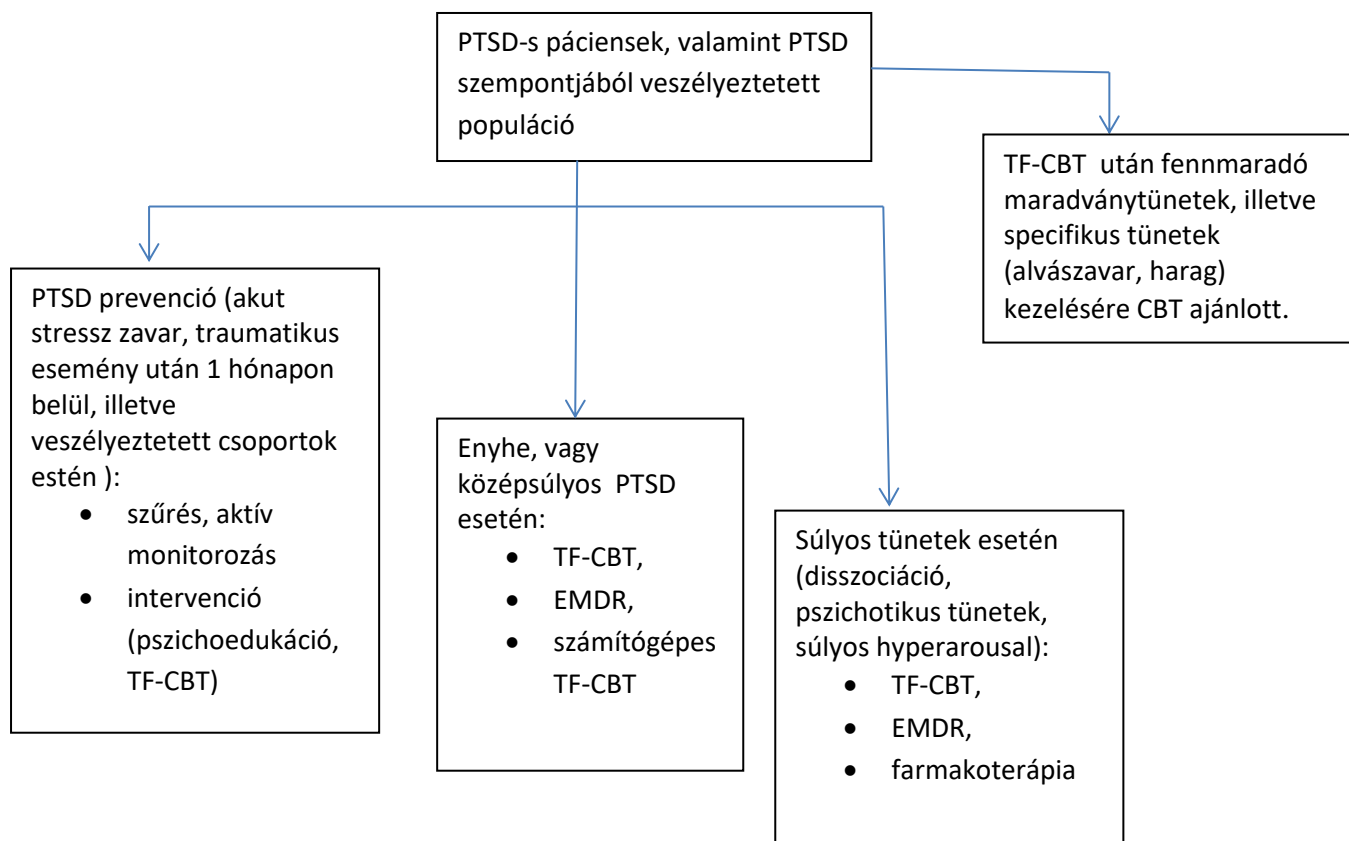 PTSD-s páciensek, valamint PTSD
szempontjából veszélyeztetett
populáció
TF-CBT után fennmaradó
maradványtünetek, illetve
specifikus tünetek
(alvászavar, harag)
kezelésére CBT ajánlott.
PTSD prevenció (akut
stressz zavar, traumatikus
esemény után 1 hónapon
belül, illetve
veszélyeztetett csoportok
estén ):
• szűrés, aktív
monitorozás
• intervenció
(pszichoedukáció,
TF-CBT)
Enyhe, vagy
középsúlyos PTSD
esetén:
• TF-CBT,
• EMDR,
• számítógépes
TF-CBT
Súlyos tünetek esetén
(disszociáció,
pszichotikus tünetek,
súlyos hyperarousal):
• TF-CBT,
• EMDR,
• farmakoterápia